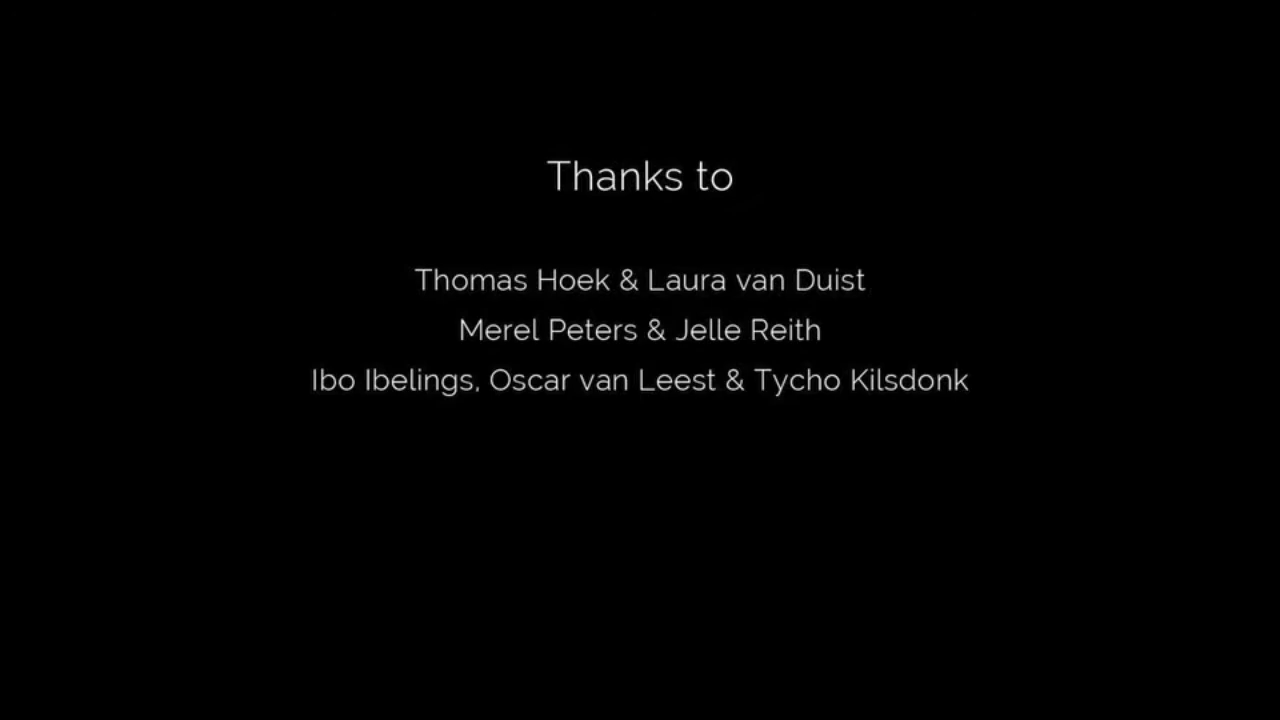 Thanks to
Thomas Hoek & Laura van Duist
Merel Peters & Jelle Reith
Ibo Ibelings, Oscar van Leest & Tycho Kilsdonk